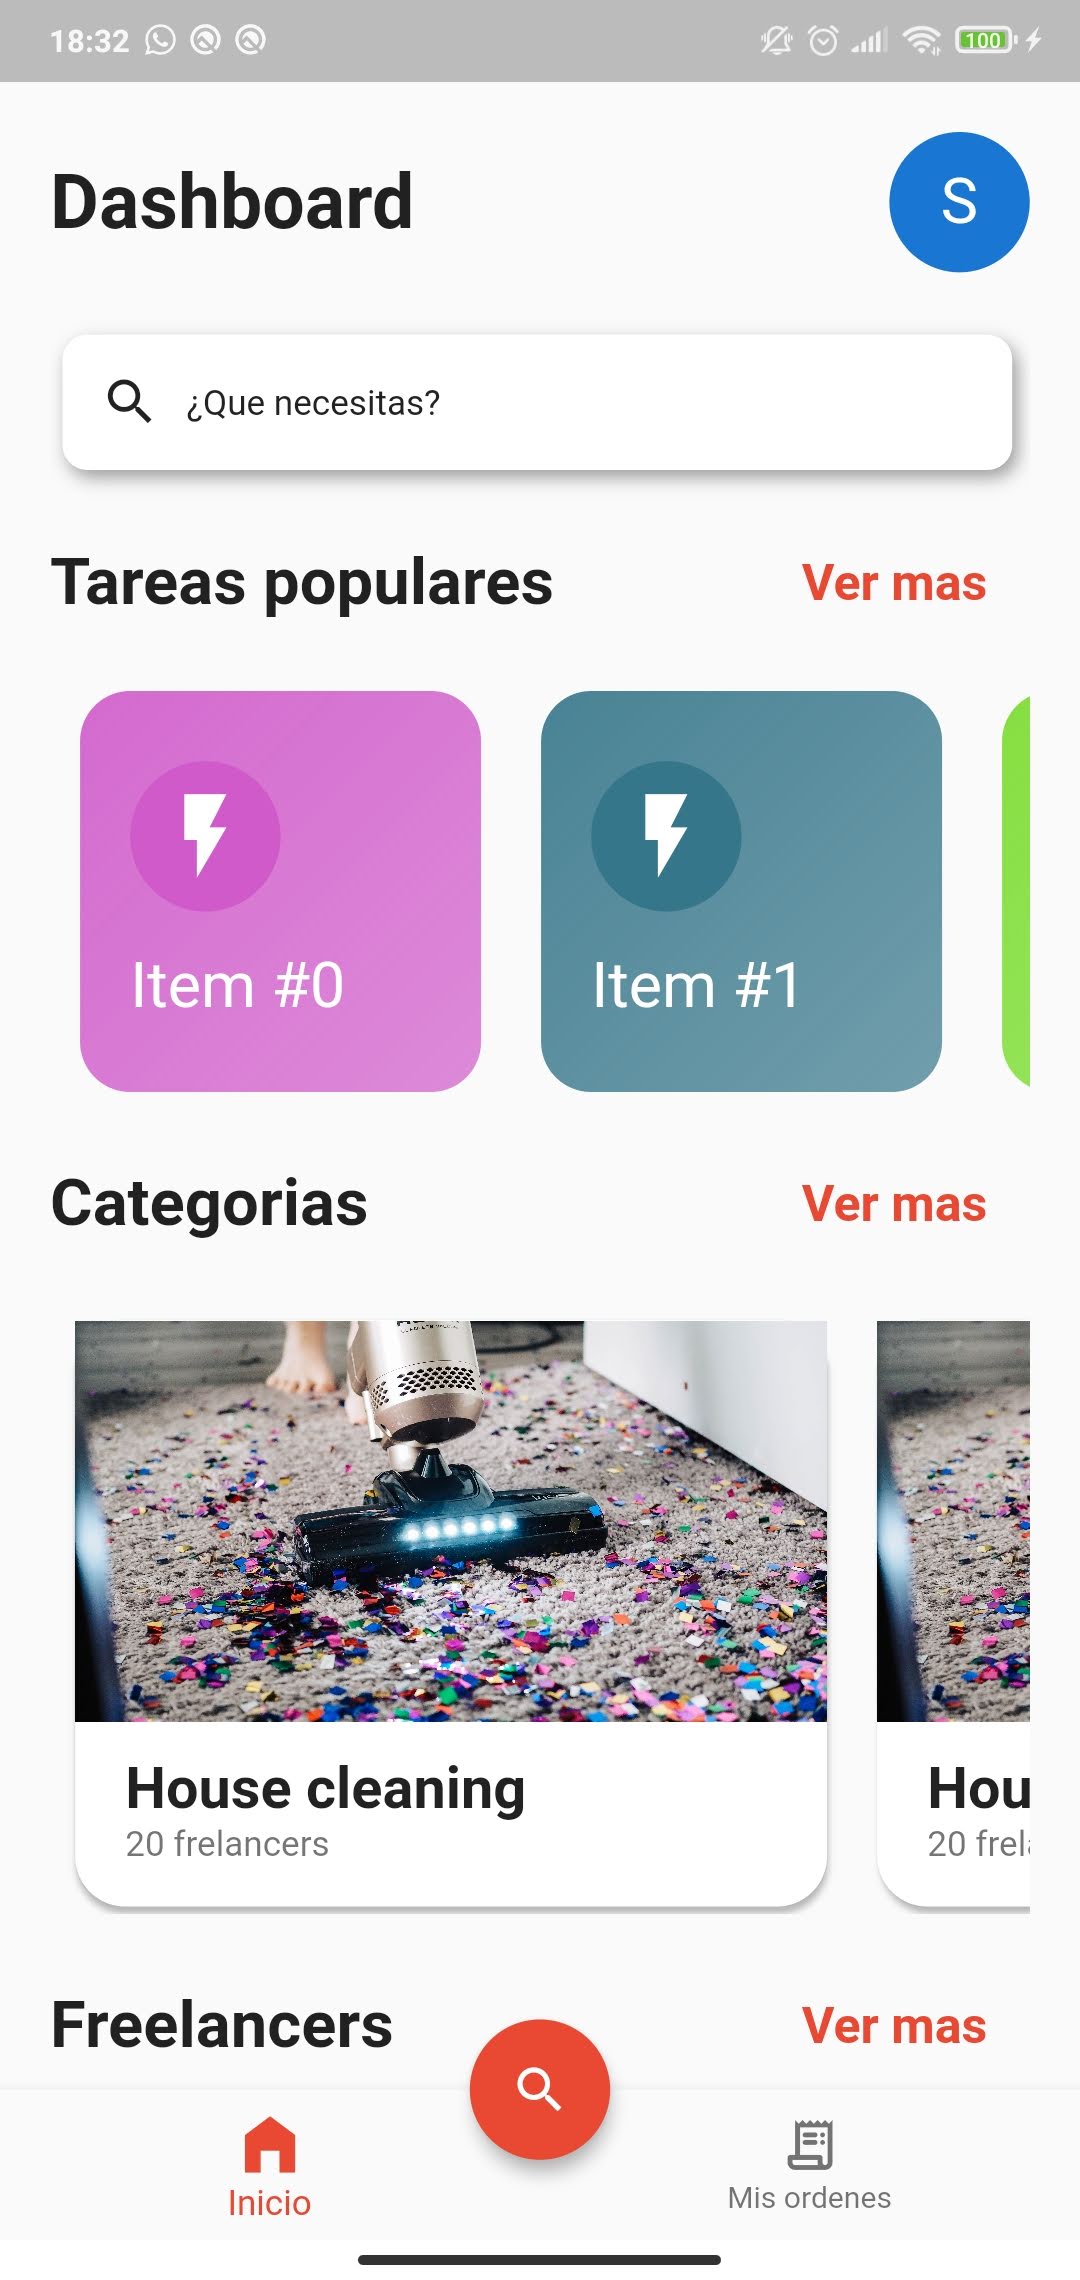 18:32
100
Dashboard
S
¿Que necesitas?
Tareas populares
Ver mas
Item #0
Item #1
Categorias
Ver mas
House cleaning
20 frelancers
Hou
20 frel
Freelancers
Ver mas
Inicio
Mis ordenes